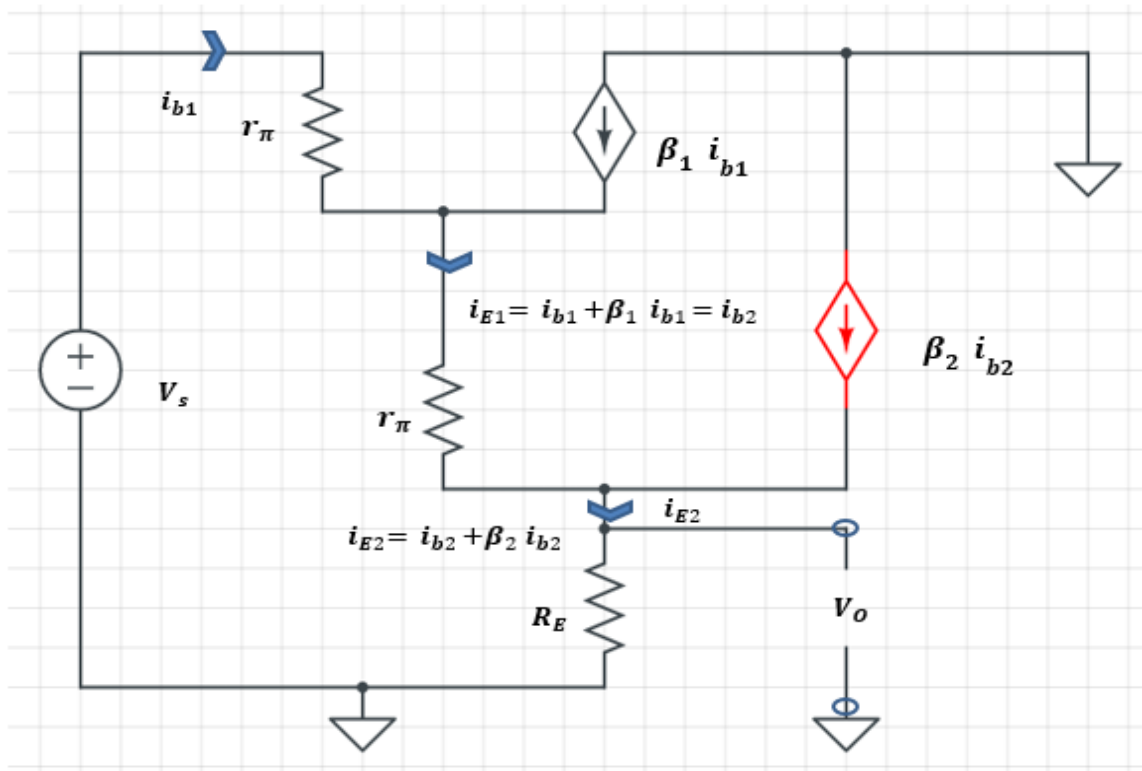 i_{b1}
r_π
β_1 i_{b1}
i_{E1}= i_{b1}+β_1 i_{b1}=i_{b2}
+
−
V_s
β_2 i_{b2}
r_π
i_{E2}
i_{E2}= i_{b2}+β_2 i_{b2}
R_E
V_O